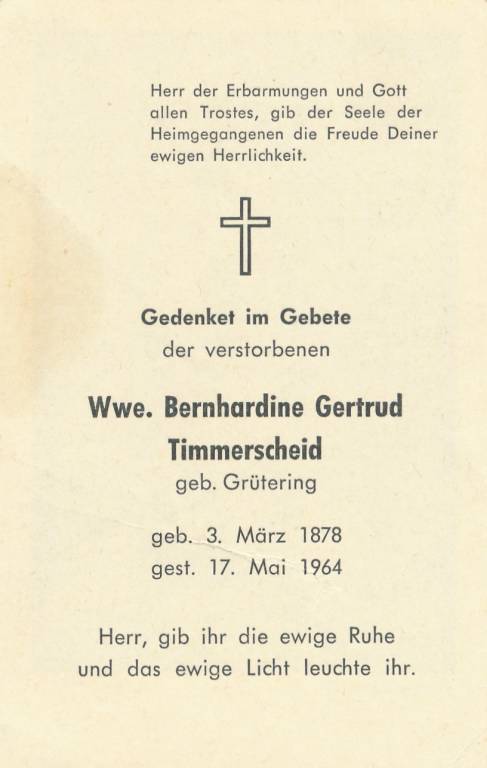 Herr der Erbarmungen und Gott
allen Trostes, gib der Seele der
Heimgegangenen die Freude Deiner
ewigen Herrlichkeit.
Gedenket im Gebete
der verstorbenen
Wwe. Bernhardine Gertrud
Timmerscheid
geb. Grütering
geb. 3. März 1878
gest. 17. Mai 1964
Herr, gib ihr die ewige Ruhe
und das ewige Licht leuchte ihr.